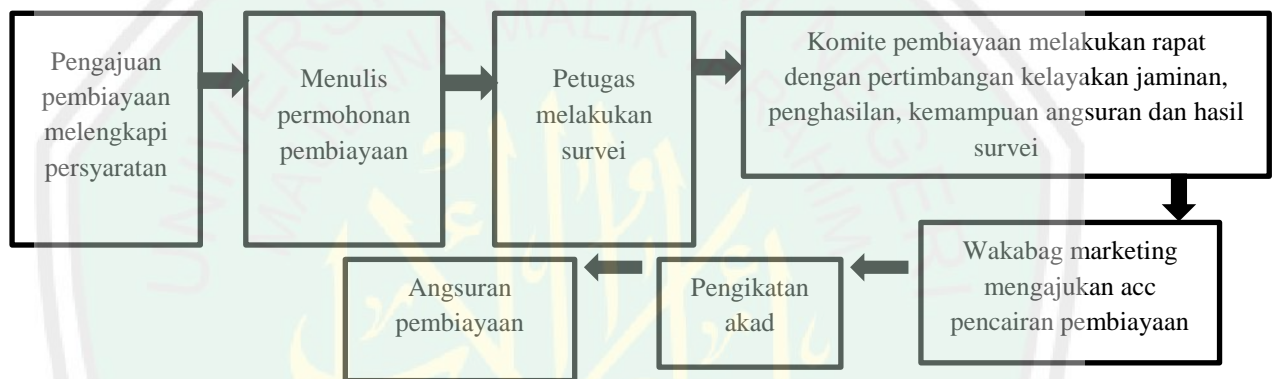 Pengajuan
pembiayaan
melengkapi
persyaratan
Menulis
permohonan
pembiayaan
Petugas
melakukan
survei
Komite pembiayaan melakukan rapat
dengan pertimbangan kelayakan jaminan,
penghasilan, kemampuan angsuran dan hasil
survei
Wakabag marketing
mengajukan acc
pencairan pembiayaan
Pengikatan
akad
Angsuran
pembiayaan